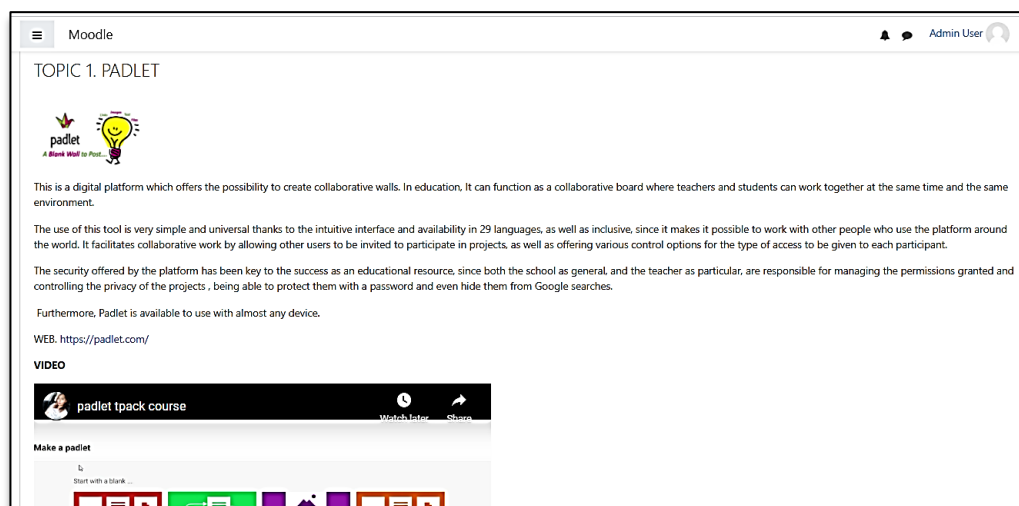 Moodle
Admin User
TOPIC 1. PADLET
padlet
A Blank Wall to Post...
This is a digital platform which offers the possibility to create collaborative walls. In education, It can function as a collaborative board where teachers and students can work together at the same time and the same
environment.
The use of this tool is very simple and universal thanks to the intuitive interface and availability in 29 languages, as well as inclusive, since it makes it possible to work with other people who use the platform around
the world. It facilitates collaborative work by allowing other users to be invited to participate in projects, as well as offering various control options for the type of access to be given to each participant.
The security offered by the platform has been key to the success as an educational resource, since both the school as general, and the teacher as particular, are responsible for managing the permissions granted and
controlling the privacy of the projects , being able to protect them with a password and even hide them from Google searches.
Furthermore, Padlet is available to use with almost any device.
WEB. https://padlet.com/
VIDEO
padlet tpack course
Watch later
Share
Make a padlet
Start with a blank ...